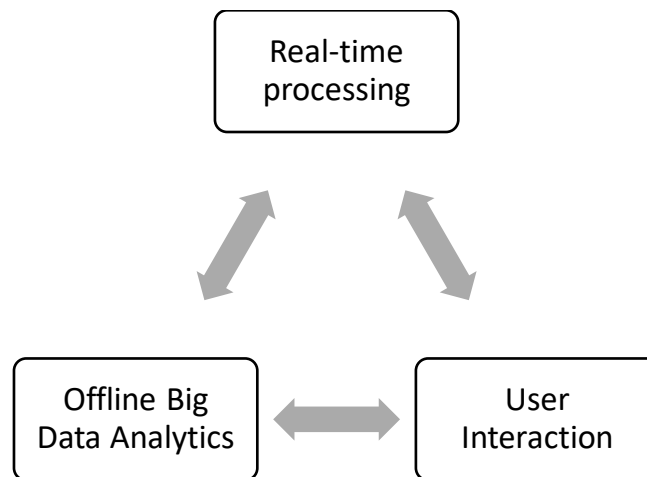 Real-time
processing
Offline Big
Data Analytics
User
Interaction